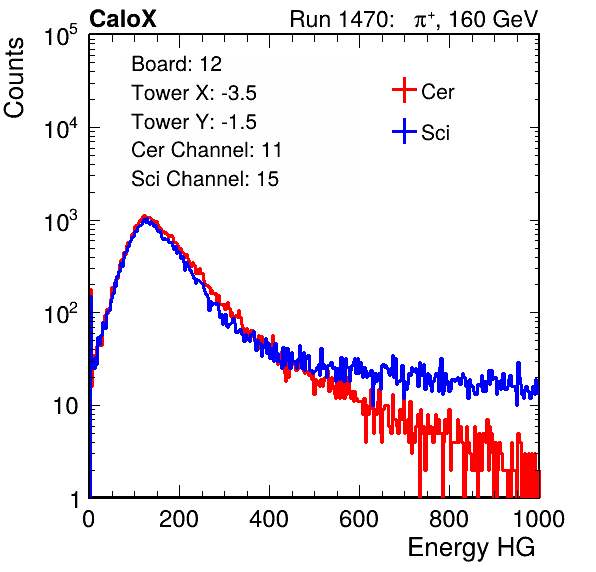 CaloX Run 1470: π⁺, 160 GeV
Board: 12
Tower X: -3.5
Tower Y: -1.5
Cer Channel: 11
Sci Channel: 15
Cer
Sci
Counts
10⁵
10⁴
10³
10²
10
1
0 200 400 600 800 1000
Energy HG